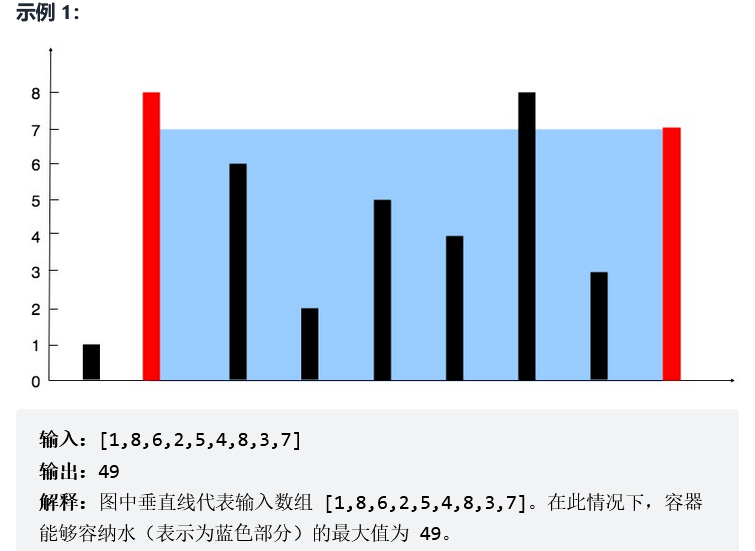 示例 1：
8
7
6
5
4
3
2
1
0
输入：[1,8,6,2,5,4,8,3,7]
输出：49
解释：图中垂直线代表输入数组 [1,8,6,2,5,4,8,3,7]。在此情况下，容器
能够容纳水（表示为蓝色部分）的最大值为 49。